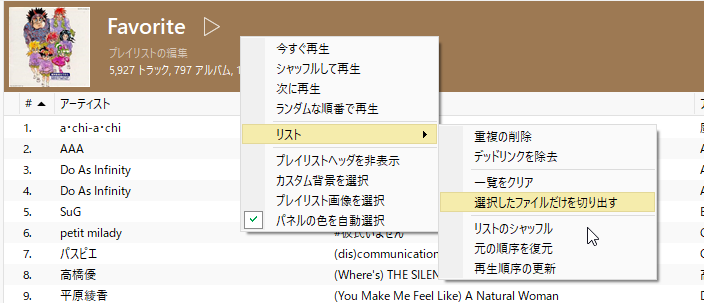 Favorite
プレイリストの編集
5,927 トラック, 797 アルバム, 1
今すぐ再生
シャッフルして再生
次に再生
ランダムな順番で再生
リスト
プレイリストヘッダを非表示
カスタム背景を選択
プレイリスト画像を選択
パネルの色を自動選択
重複の削除
デッドリンクを除去
一覧をクリア
選択したファイルだけを切り出す
リストのシャッフル
元の順序を復元
再生順序の更新
# アーティスト
1. a・chi-a・chi
2. AAA
3. Do As Infinity
4. Do As Infinity
5. SuG
6. petit milady #仮氏いません
7. パスピエ (dis)communication
8. 高橋優 (Where's) THE SILEN
9. 平原綾香 (You Make Me Feel Like) A Natural Woman